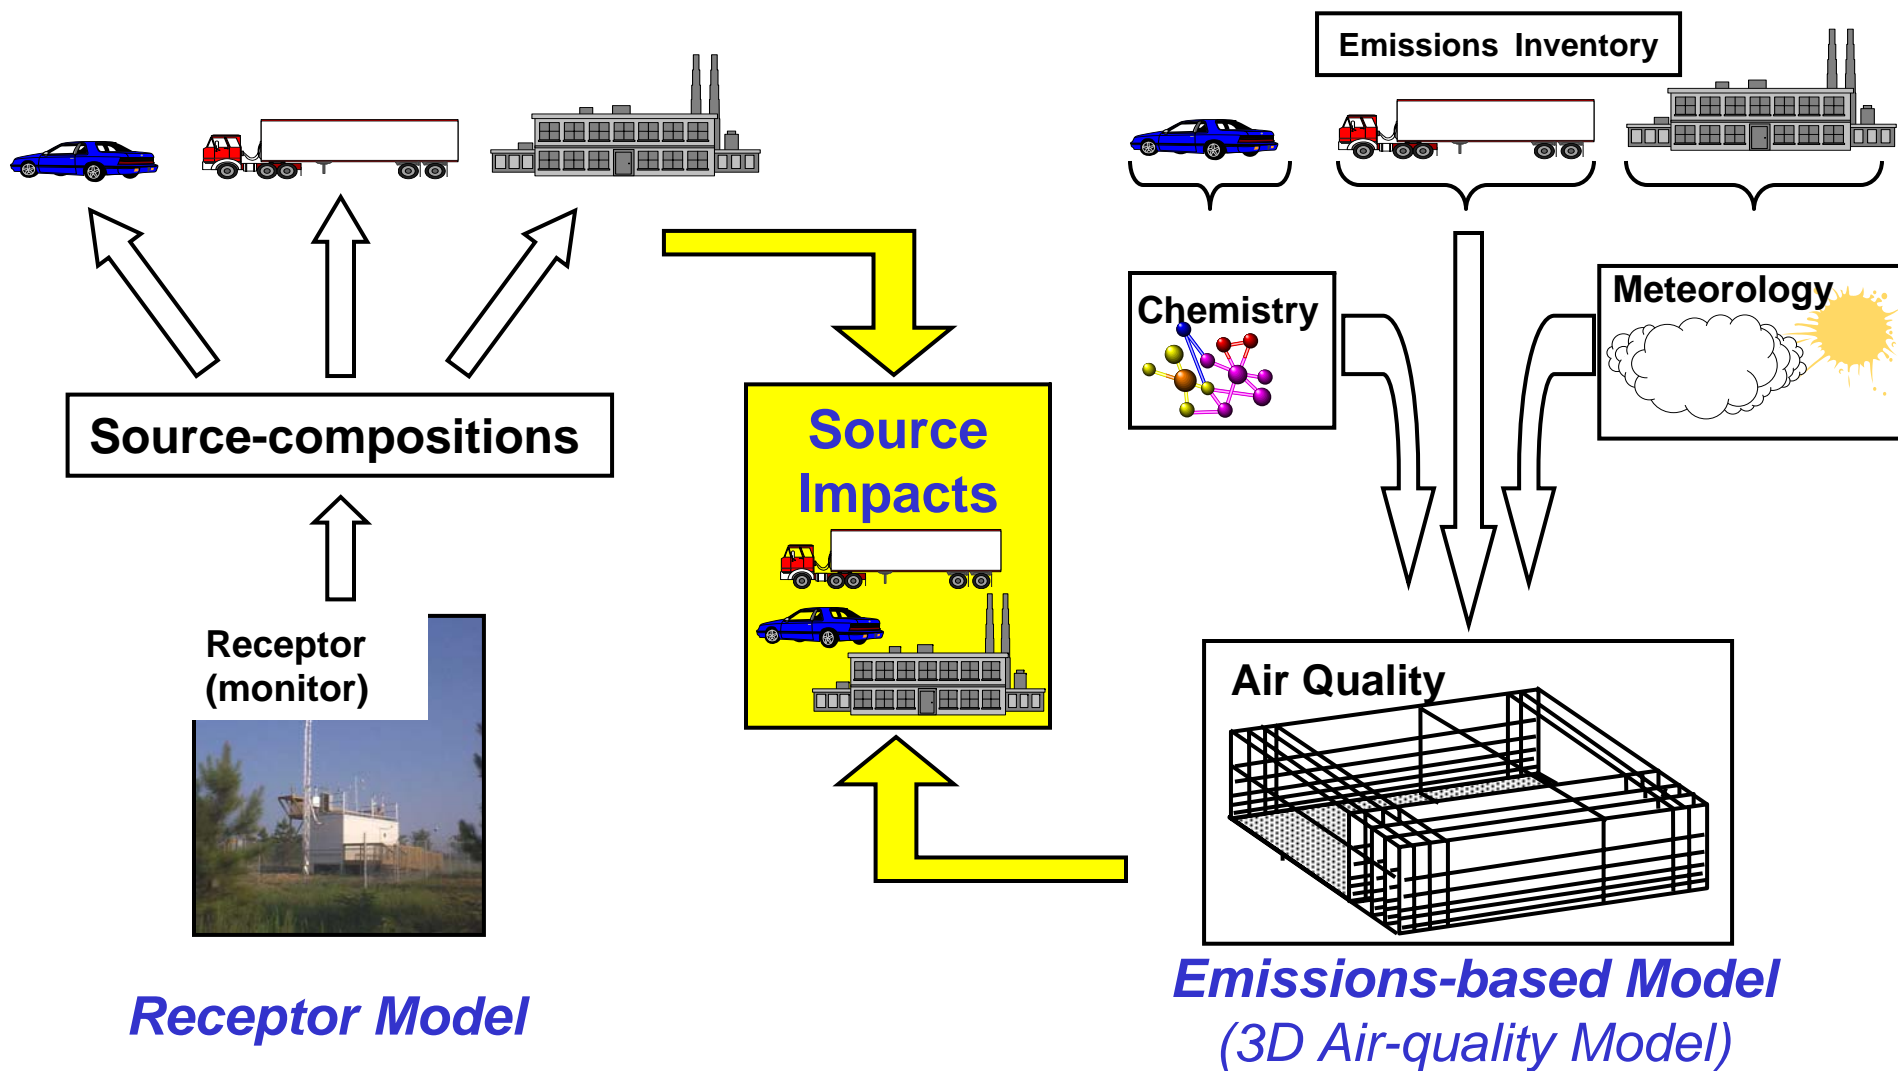 Emissions Inventory
Chemistry
Meteorology
Source-compositions
Source
Impacts
Receptor
(monitor)
Air Quality
Receptor Model
Emissions-based Model
(3D Air-quality Model)